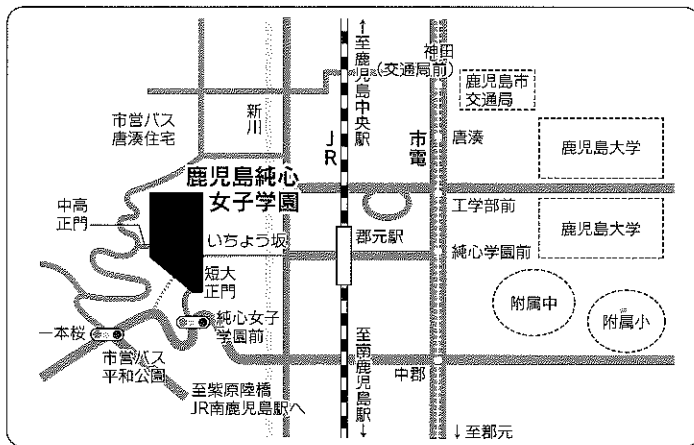 ↑至鹿児島中央駅
神田
(交通局前)
鹿児島市
交通局
市営バス
唐湊住宅
新川
JR
市電
唐湊
鹿児島大学
鹿児島純心
女子学園
中高
正門
工学部前
鹿児島大学
いちょう坂
郡元駅
純心学園前
短大
正門
附属中
附属小
純心女子
学園前
一本桜
市営バス
平和公園
至南鹿児島駅↓
中郡
至紫原陸橋
JR南鹿児島駅へ
↓至郡元